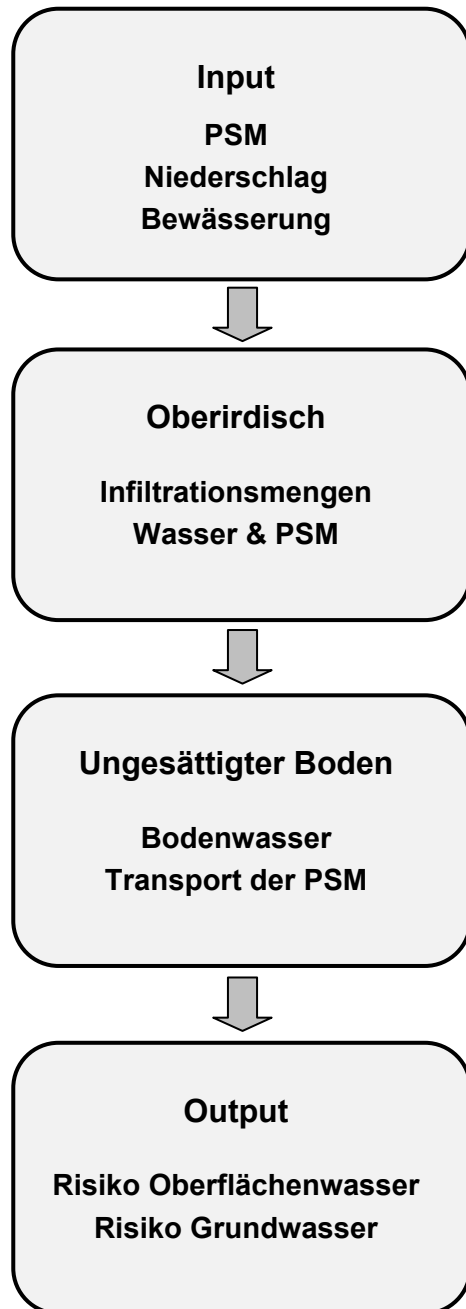 Input
PSM
Niederschlag
Bewässerung
Oberirdisch
Infiltrationsmengen
Wasser & PSM
Ungesättigter Boden
Bodenwasser
Transport der PSM
Output
Risiko Oberflächenwasser
Risiko Grundwasser